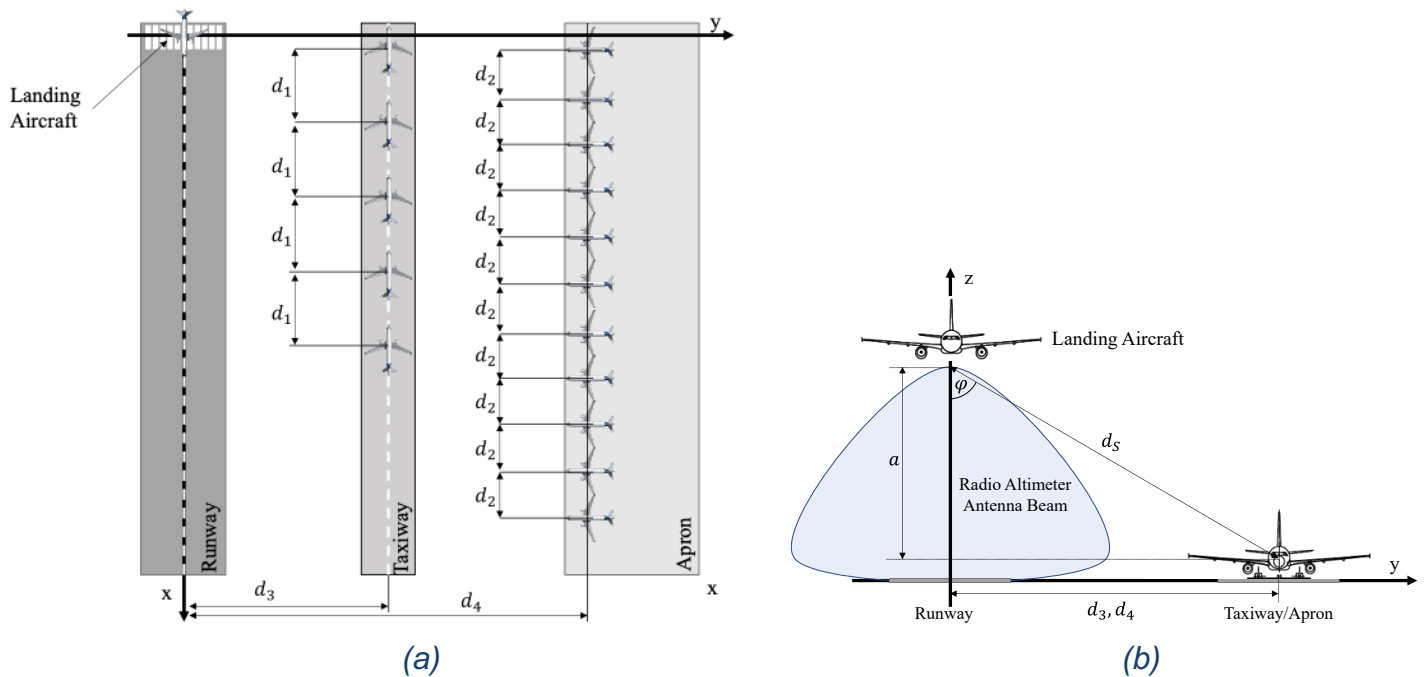 y
Landing
Aircraft
d₁
d₁
d₁
d₁
d₂
d₂
d₂
d₂
d₂
d₂
d₂
d₂
d₂
d₂
Runway
Taxiway
Apron
x
d₃
d₄
x
(a)
z
Landing Aircraft
φ
d_S
a
Radio Altimeter
Antenna Beam
y
Runway
d₃, d₄
Taxiway/Apron
(b)